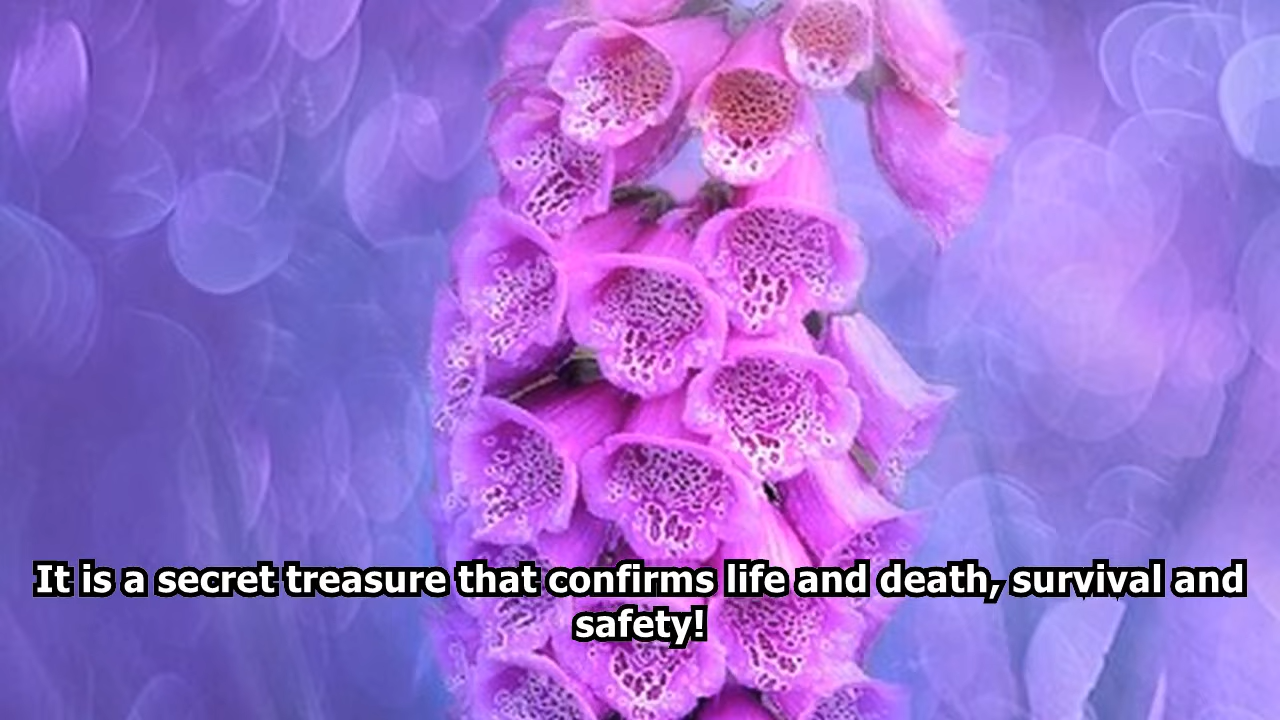 It is a secret treasure that confirms life and death, survival and
safety!